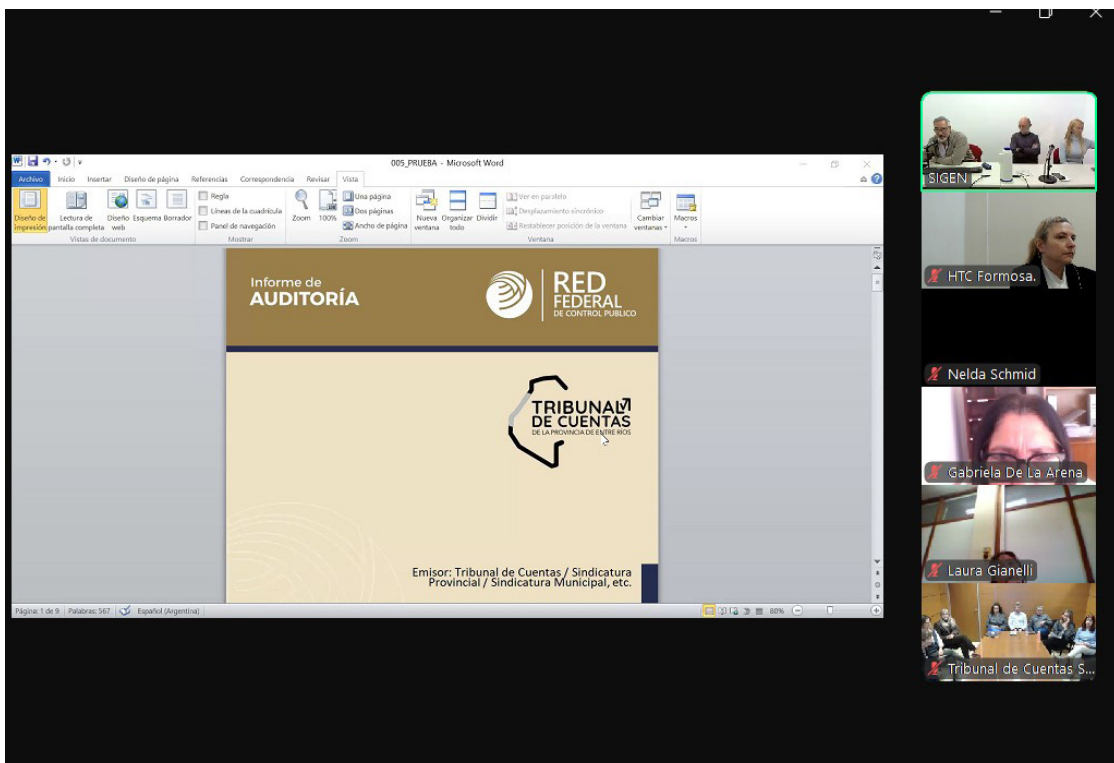 005_PRUEBA - Microsoft Word
Archivo Inicio Insertar Diseño de página Referencias Correspondencia Revisar Vista
Diseño de impresión
Lectura de pantalla completa
Diseño web
Esquema
Borrador
Vistas de documento
Regla
Líneas de la cuadrícula
Panel de navegación
Mostrar
Zoom
100%
Una página
Dos páginas
Ancho de página
Zoom
Nueva ventana
Organizar todo
Dividir
Ver en paralelo
Desplazamiento sincrónico
Restablecer posición de la ventana
Cambiar ventanas
Ventana
Macros
Macros
Informe de
AUDITORÍA
RED
FEDERAL
DE CONTROL PUBLICO
TRIBUNAL
DE CUENTAS
DE LA PROVINCIA DE ENTRE RIOS
Emisor: Tribunal de Cuentas / Sindicatura
Provincial / Sindicatura Municipal, etc.
Página: 1 de 9 Palabras: 567 Español (Argentina) 80%
SIGEN
HTC Formosa.
Nelda Schmid
Gabriela De La Arena
Laura Gianelli
Tribunal de Cuentas S...